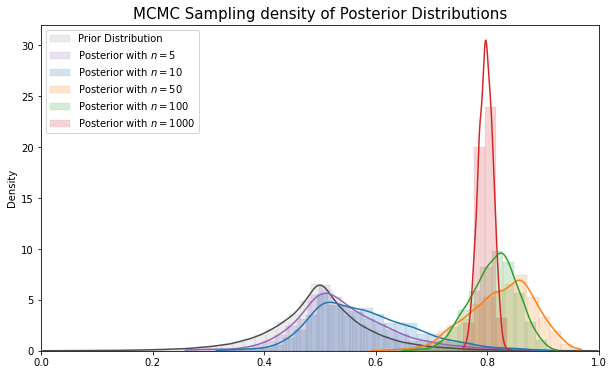 MCMC Sampling density of Posterior Distributions
Prior Distribution
Posterior with n = 5
Posterior with n = 10
Posterior with n = 50
Posterior with n = 100
Posterior with n = 1000
Density
30
25
20
15
10
5
0
0.0 0.2 0.4 0.6 0.8 1.0